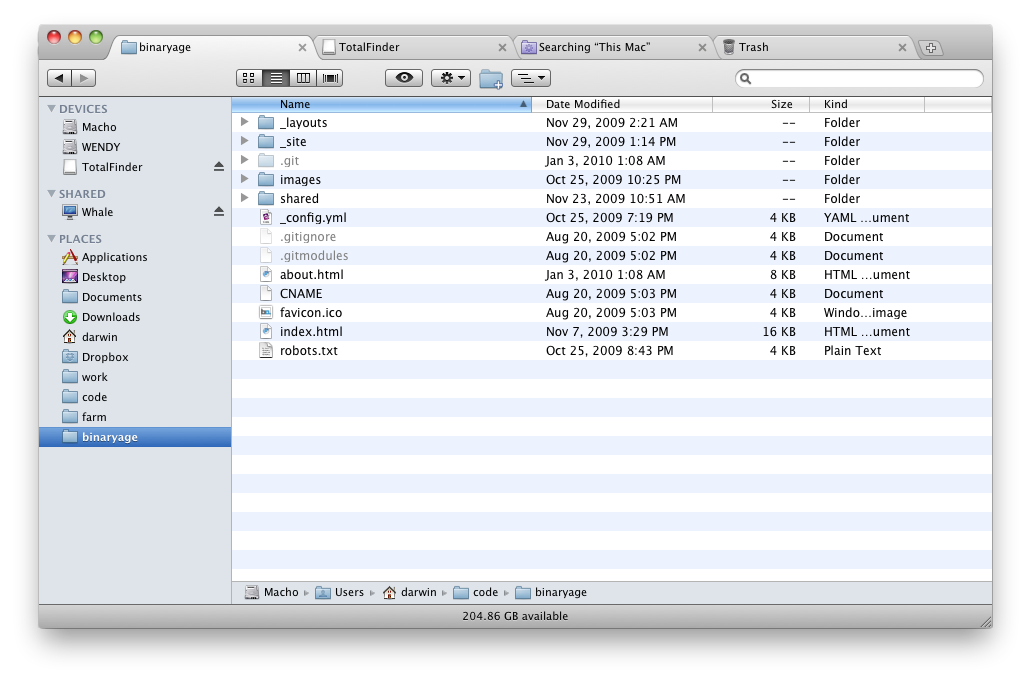 binaryage TotalFinder Searching “This Mac” Trash
DEVICES
Macho
WENDY
TotalFinder
SHARED
Whale
PLACES
Applications
Desktop
Documents
Downloads
darwin
Dropbox
work
code
farm
binaryage
Name Date Modified Size Kind
_layouts Nov 29, 2009 2:21 AM -- Folder
_site Nov 29, 2009 1:14 PM -- Folder
.git Jan 3, 2010 1:08 AM -- Folder
images Oct 25, 2009 10:25 PM -- Folder
shared Nov 23, 2009 10:51 AM -- Folder
_config.yml Oct 25, 2009 7:19 PM 4 KB YAML ...ument
.gitignore Aug 20, 2009 5:02 PM 4 KB Document
.gitmodules Aug 20, 2009 5:02 PM 4 KB Document
about.html Jan 3, 2010 1:08 AM 8 KB HTML ...ument
CNAME Aug 20, 2009 5:03 PM 4 KB Document
favicon.ico Aug 20, 2009 5:03 PM 4 KB Windo...image
index.html Nov 7, 2009 3:29 PM 16 KB HTML ...ument
robots.txt Oct 25, 2009 8:43 PM 4 KB Plain Text
Macho Users darwin code binaryage
204.86 GB available